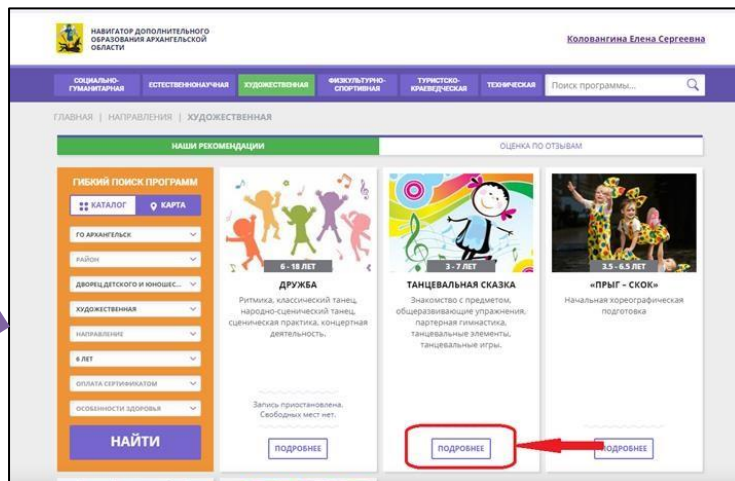 НАВИГАТОР ДОПОЛНИТЕЛЬНОГО
ОБРАЗОВАНИЯ АРХАНГЕЛЬСКОЙ
ОБЛАСТИ
Коловангина Елена Сергеевна
СОЦИАЛЬНО-
ГУМАНИТАРНАЯ
ЕСТЕСТВЕННОНАУЧНАЯ
ХУДОЖЕСТВЕННАЯ
ФИЗКУЛЬТУРНО-
СПОРТИВНАЯ
ТУРИСТСКО-
КРАЕВЕДЧЕСКАЯ
ТЕХНИЧЕСКАЯ
Поиск программы...
ГЛАВНАЯ | НАПРАВЛЕНИЯ | ХУДОЖЕСТВЕННАЯ
НАШИ РЕКОМЕНДАЦИИ
ОЦЕНКА ПО ОТЗЫВАМ
ГИБКИЙ ПОИСК ПРОГРАММ
КАТАЛОГ
КАРТА
ГО АРХАНГЕЛЬСК
РАЙОН
ДВОРЕЦ ДЕТСКОГО И ЮНОШЕС...
ХУДОЖЕСТВЕННАЯ
НАПРАВЛЕНИЕ
6 ЛЕТ
ОПЛАТА СЕРТИФИКАТОМ
ОСОБЕННОСТИ ЗДОРОВЬЯ
НАЙТИ
6 - 18 ЛЕТ
ДРУЖБА
Ритмика, классический танец,
народно-сценический танец,
сценическая практика, концертная
деятельность.
Запись приостановлена.
Свободных мест нет.
ПОДРОБНЕЕ
3 - 7 ЛЕТ
ТАНЦЕВАЛЬНАЯ СКАЗКА
Знакомство с предметом,
общеразвивающие упражнения,
партерная гимнастика,
танцевальные элементы,
танцевальные игры.
ПОДРОБНЕЕ
3.5 - 6.5 ЛЕТ
«ПРЫГ – СКОК»
Начальная хореографическая
подготовка
ПОДРОБНЕЕ